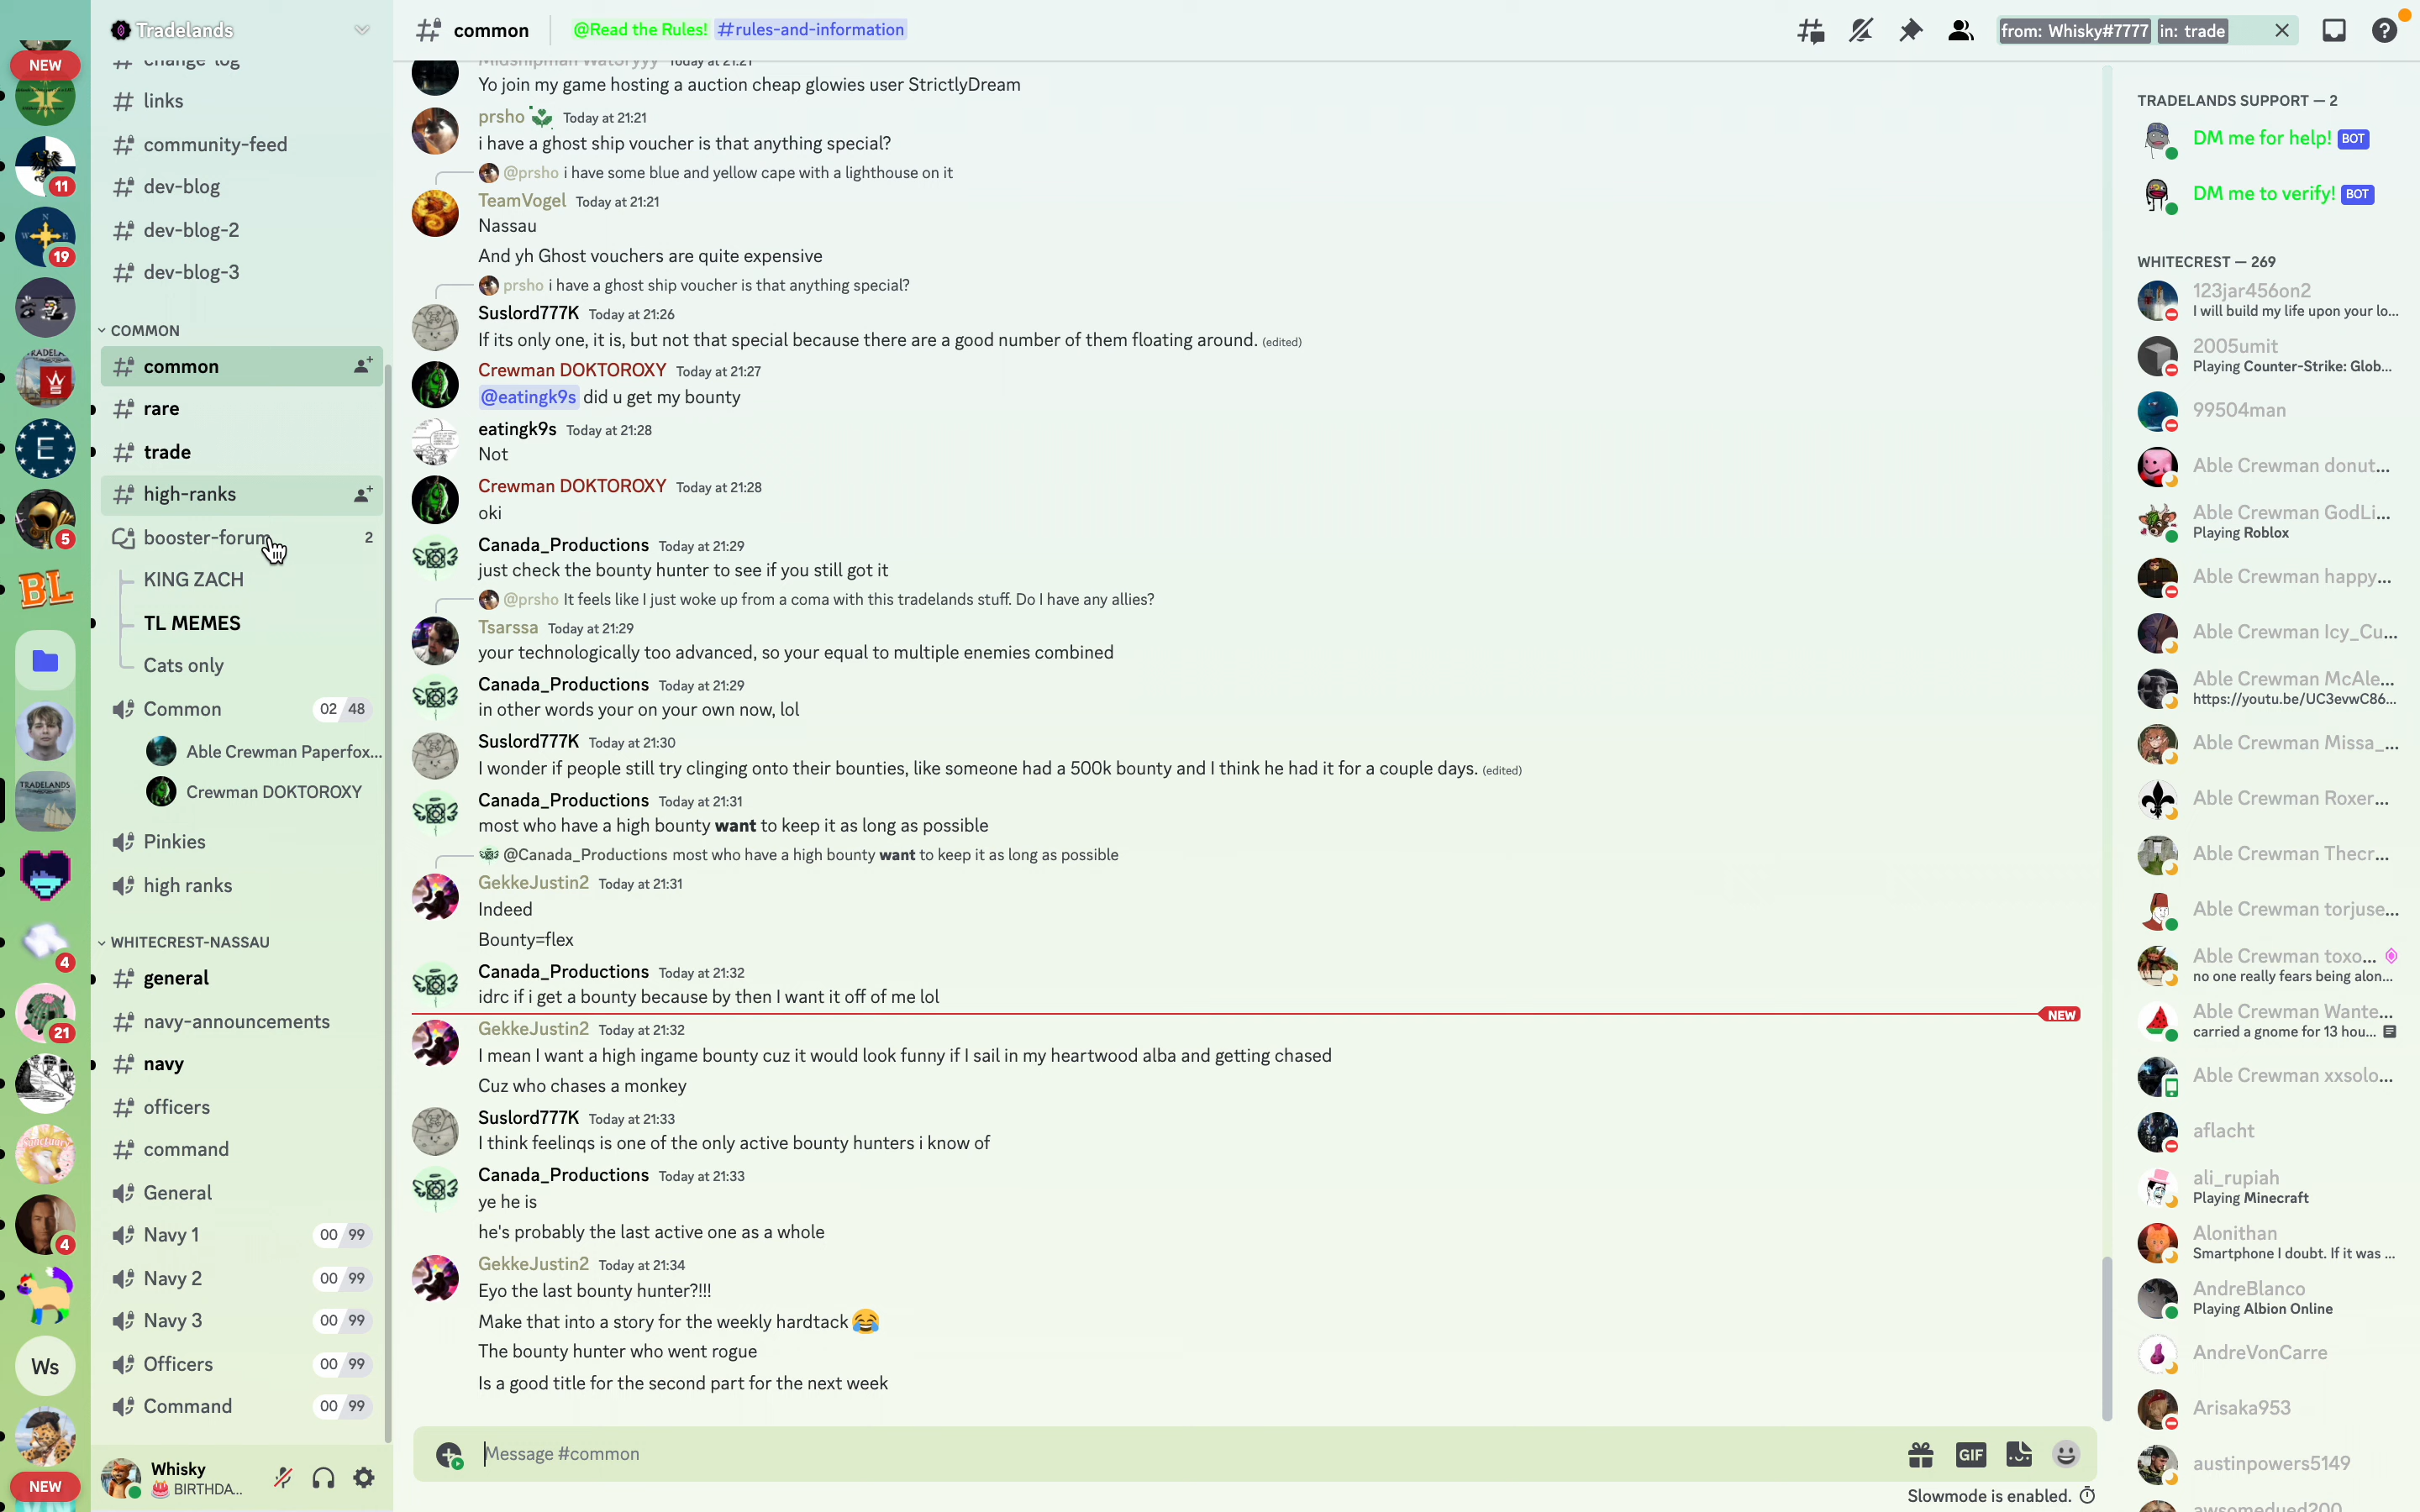 NEW
11
19
5
BL
TRADELANDS
4
21
4
Ws
NEW
Tradelands
change-log
links
community-feed
dev-blog
dev-blog-2
dev-blog-3
COMMON
common
rare
trade
high-ranks
booster-forum 2
KING ZACH
TL MEMES
Cats only
Common 02 48
Able Crewman Paperfox...
Crewman DOKTOROXY
Pinkies
high ranks
WHITECREST-NASSAU
general
navy-announcements
navy
officers
command
General
Navy 1 00 99
Navy 2 00 99
Navy 3 00 99
Officers 00 99
Command 00 99
Whisky
BIRTHDA...
common @Read the Rules! #rules-and-information
from: Whisky#7777 in: trade
Today at 21:21
Yo join my game hosting a auction cheap glowies user StrictlyDream
prsho Today at 21:21
i have a ghost ship voucher is that anything special?
@prsho i have some blue and yellow cape with a lighthouse on it
TeamVogel Today at 21:21
Nassau
And yh Ghost vouchers are quite expensive
prsho i have a ghost ship voucher is that anything special?
Suslord777K Today at 21:26
If its only one, it is, but not that special because there are a good number of them floating around. (edited)
Crewman DOKTOROXY Today at 21:27
@eatingk9s did u get my bounty
eatingk9s Today at 21:28
Not
Crewman DOKTOROXY Today at 21:28
oki
Canada_Productions Today at 21:29
just check the bounty hunter to see if you still got it
@prsho It feels like I just woke up from a coma with this tradelands stuff. Do I have any allies?
Tsarssa Today at 21:29
your technologically too advanced, so your equal to multiple enemies combined
Canada_Productions Today at 21:29
in other words your on your own now, lol
Suslord777K Today at 21:30
I wonder if people still try clinging onto their bounties, like someone had a 500k bounty and I think he had it for a couple days. (edited)
Canada_Productions Today at 21:31
most who have a high bounty want to keep it as long as possible
@Canada_Productions most who have a high bounty want to keep it as long as possible
GekkeJustin2 Today at 21:31
Indeed
Bounty=flex
Canada_Productions Today at 21:32
idrc if i get a bounty because by then I want it off of me lol
NEW
GekkeJustin2 Today at 21:32
I mean I want a high ingame bounty cuz it would look funny if I sail in my heartwood alba and getting chased
Cuz who chases a monkey
Suslord777K Today at 21:33
I think feelinqs is one of the only active bounty hunters i know of
Canada_Productions Today at 21:33
ye he is
he's probably the last active one as a whole
GekkeJustin2 Today at 21:34
Eyo the last bounty hunter?!!!
Make that into a story for the weekly hardtack 😂
The bounty hunter who went rogue
Is a good title for the second part for the next week
Message #common
GIF
Slowmode is enabled.
TRADELANDS SUPPORT — 2
DM me for help! BOT
DM me to verify! BOT
WHITECREST — 269
123jar456on2
I will build my life upon your lo...
2005umit
Playing Counter-Strike: Glob...
99504man
Able Crewman donut...
Able Crewman GodLi...
Playing Roblox
Able Crewman happy...
Able Crewman Icy_Cu...
Able Crewman McAle...
https://youtu.be/UC3evwC86...
Able Crewman Missa_...
Able Crewman Roxer...
Able Crewman Thecr...
Able Crewman torjuse...
Able Crewman toxo...
no one really fears being alon...
Able Crewman Wante...
carried a gnome for 13 hou...
Able Crewman xxsolo...
aflacht
ali_rupiah
Playing Minecraft
Alonithan
Smartphone I doubt. If it was ...
AndreBlanco
Playing Albion Online
AndreVonCarre
Arisaka953
austinpowers5149
awsomedued200